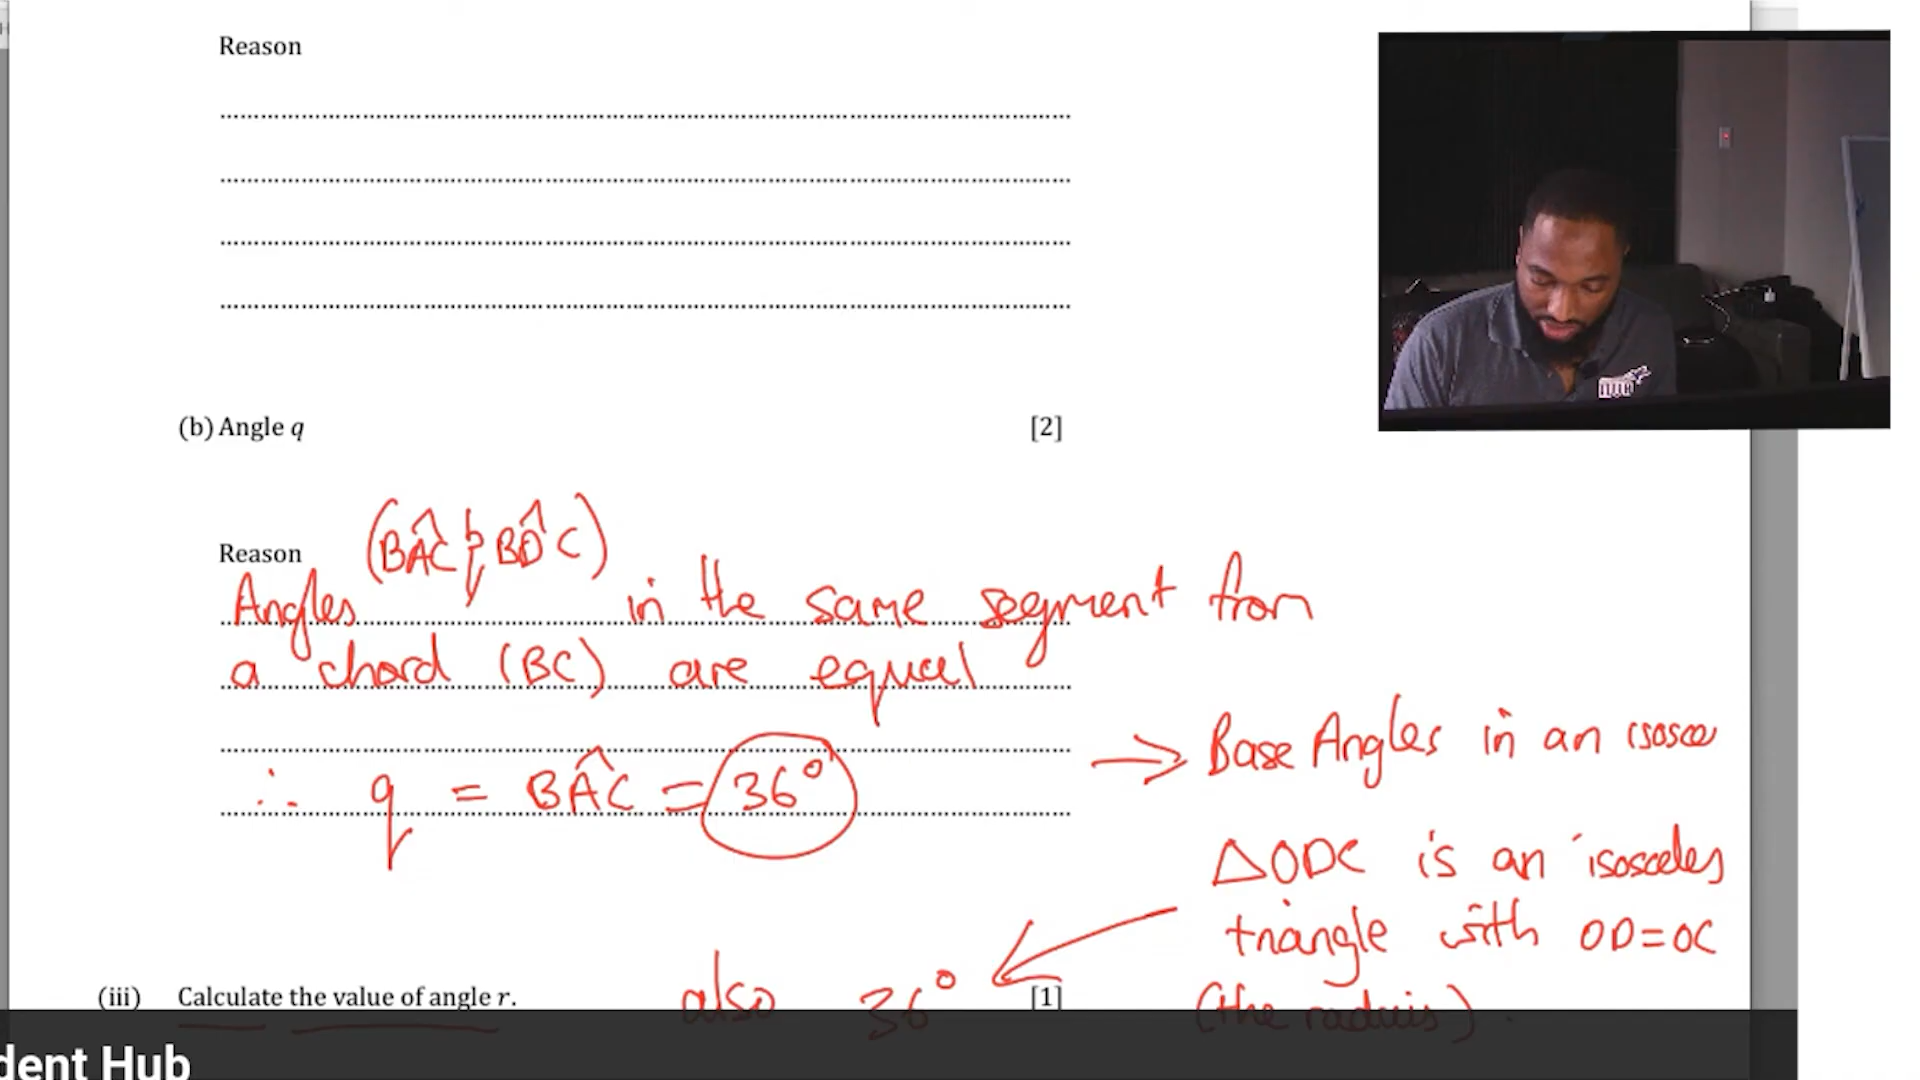 Reason
(b) Angle q [2]
(BÂC & BD̂C)
Reason
Angles in the same segment from
a chord (BC) are equal
→ Base Angles in an isosce
∴ q = BÂC = 36°
△ODC is an isosceles
triangle with OD=OC
(iii) Calculate the value of angle r. also 36° [1] (the radius).
dent Hub